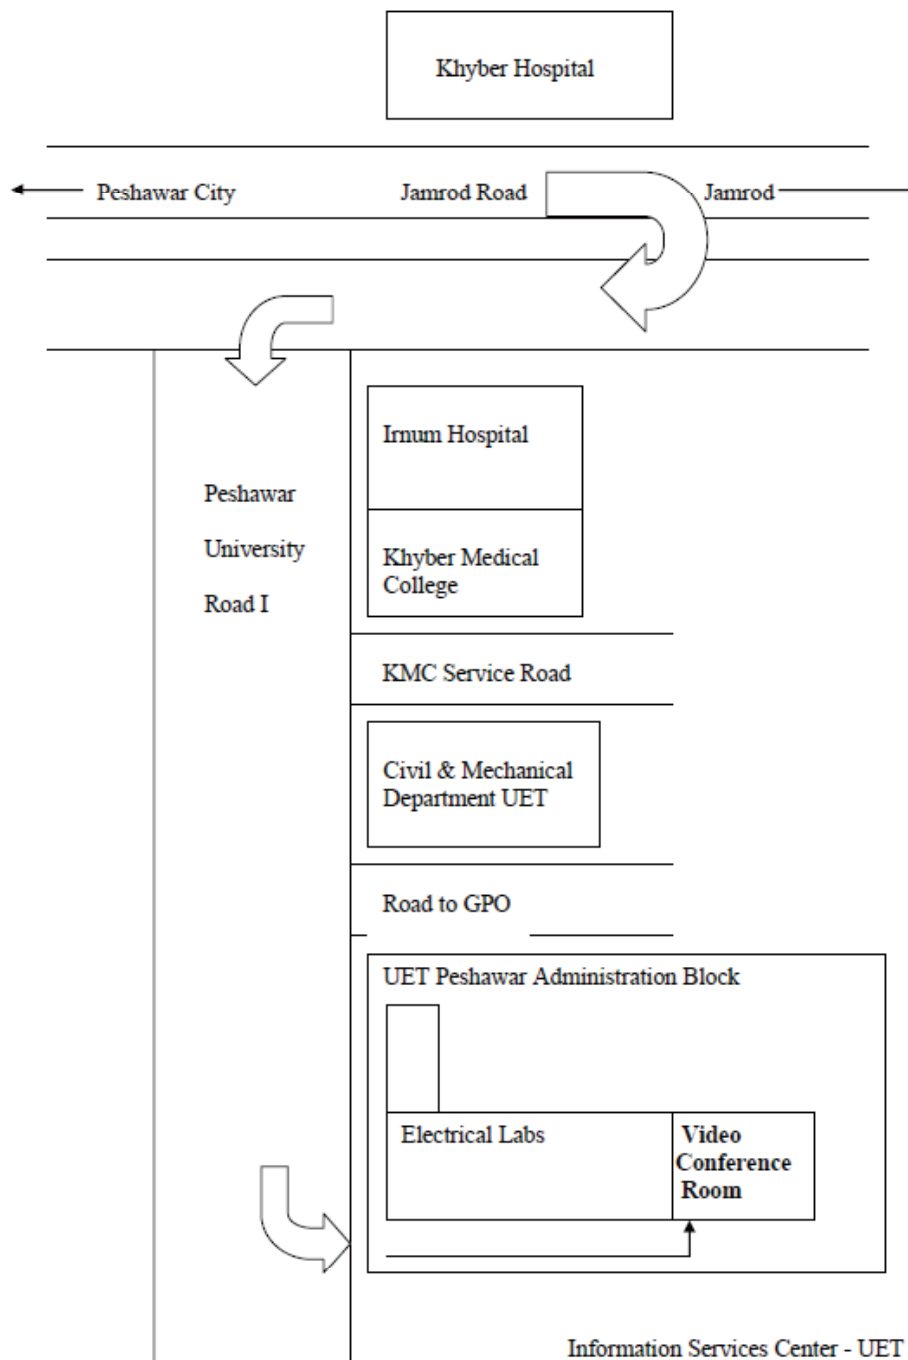 Khyber Hospital
Peshawar City
Jamrod Road
Jamrod
Irnum Hospital
Peshawar
University
Road I
Khyber Medical
College
KMC Service Road
Civil & Mechanical
Department UET
Road to GPO
UET Peshawar Administration Block
Electrical Labs
Video
Conference
Room
Information Services Center - UET